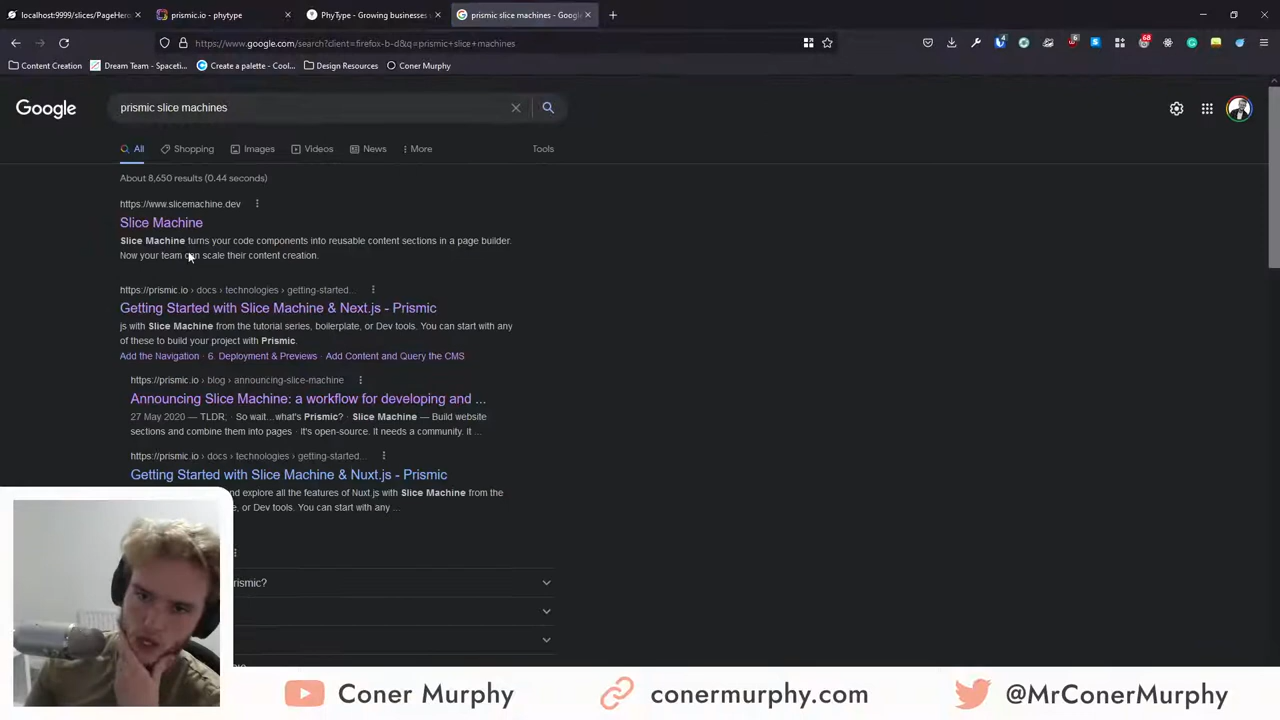 localhost:9999/slices/PageHero
prismic.io - phytype
PhyType - Growing businesses
prismic slice machines - Google
https://www.google.com/search?client=firefox-b-d&q=prismic+slice+machines
Content Creation
Dream Team - Spaceti...
Create a palette - Cool...
Design Resources
Coner Murphy
Google
prismic slice machines
All
Shopping
Images
Videos
News
More
Tools
About 8,650 results (0.44 seconds)
https://www.slicemachine.dev
Slice Machine
Slice Machine turns your code components into reusable content sections in a page builder.
Now your team can scale their content creation.
https://prismic.io › docs › technologies › getting-started...
Getting Started with Slice Machine & Next.js - Prismic
js with Slice Machine from the tutorial series, boilerplate, or Dev tools. You can start with any
of these to build your project with Prismic.
Add the Navigation · 6. Deployment & Previews · Add Content and Query the CMS
https://prismic.io › blog › announcing-slice-machine
Announcing Slice Machine: a workflow for developing and ...
27 May 2020 — TLDR; · So wait...what's Prismic? · Slice Machine — Build website
sections and combine them into pages · it's open-source. It needs a community. It ...
https://prismic.io › docs › technologies › getting-started...
Getting Started with Slice Machine & Nuxt.js - Prismic
nd explore all the features of Nuxt js with Slice Machine from the
e, or Dev tools. You can start with any ...
rismic?
Coner Murphy
conermurphy.com
@MrConerMurphy